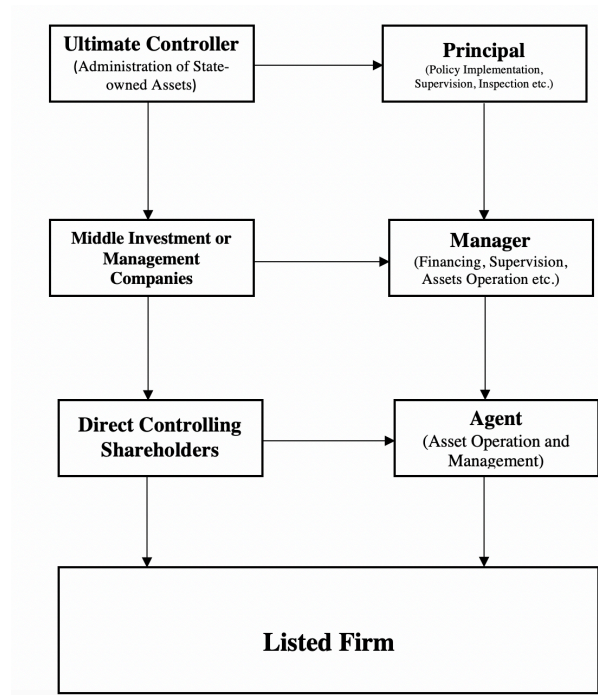 Ultimate Controller
(Administration of State-
owned Assets)
Principal
(Policy Implementation,
Supervision, Inspection etc.)
Middle Investment or
Management
Companies
Manager
(Financing, Supervision,
Assets Operation etc.)
Direct Controlling
Shareholders
Agent
(Asset Operation and
Management)
Listed Firm